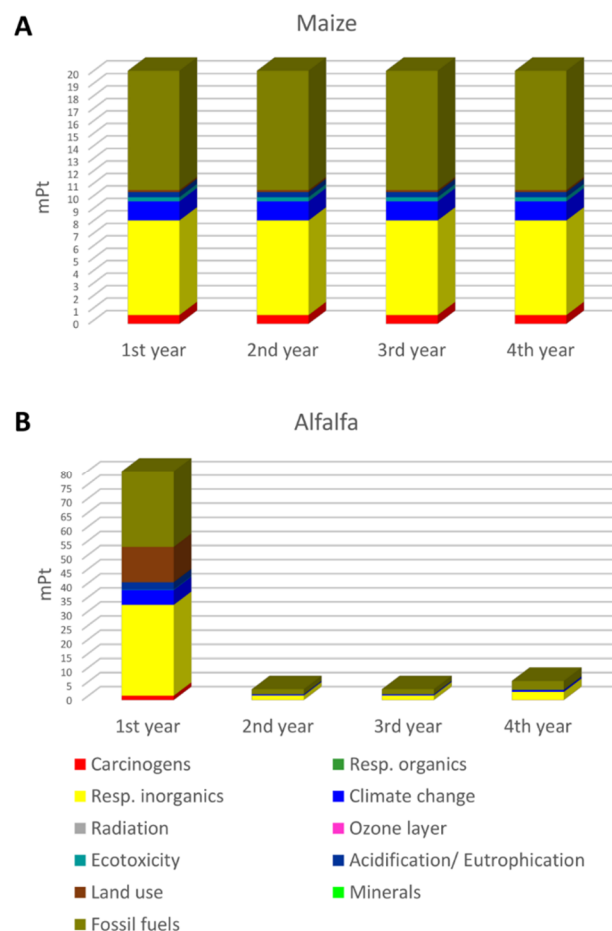 A
Maize
20
19
18
17
16
15
14
13
12
11
10
9
8
7
6
5
4
3
2
1
0
mPt
1st year 2nd year 3rd year 4th year
B
Alfalfa
80
75
70
65
60
55
50
45
40
35
30
25
20
15
10
5
0
mPt
1st year 2nd year 3rd year 4th year
Carcinogens Resp. organics
Resp. inorganics Climate change
Radiation Ozone layer
Ecotoxicity Acidification/ Eutrophication
Land use Minerals
Fossil fuels